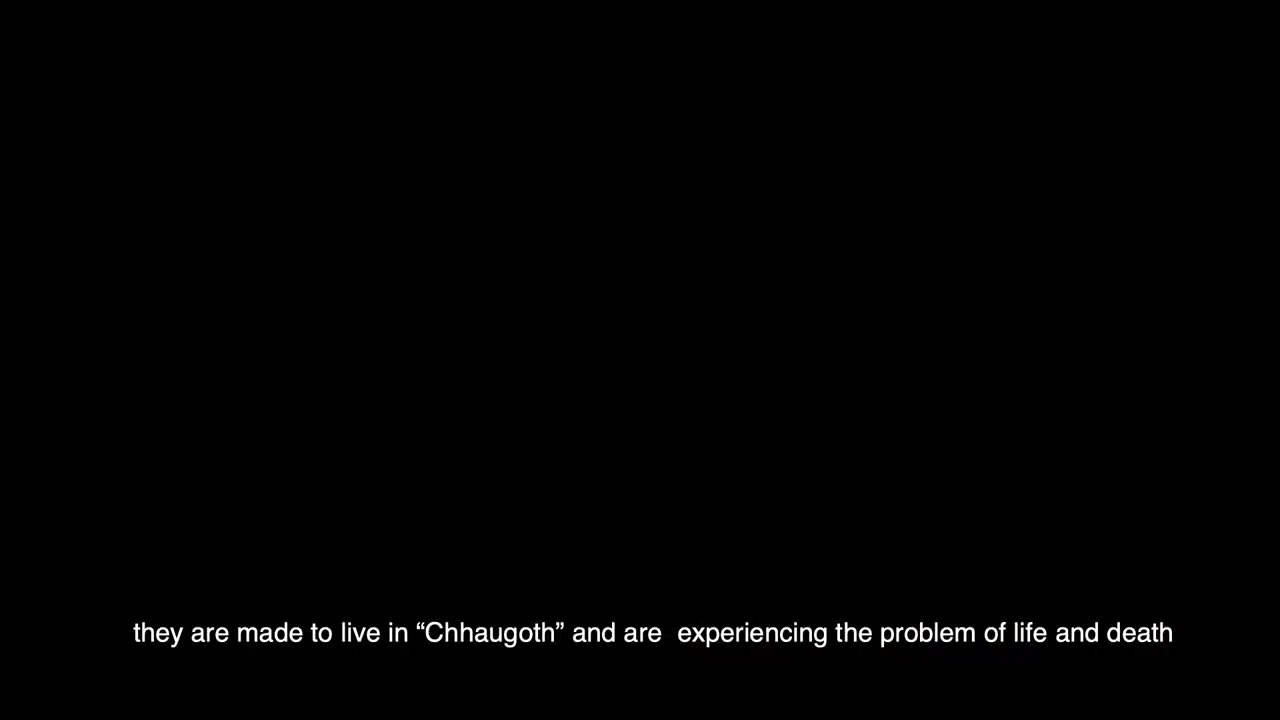 they are made to live in “Chhaugoth” and are  experiencing the problem of life and death